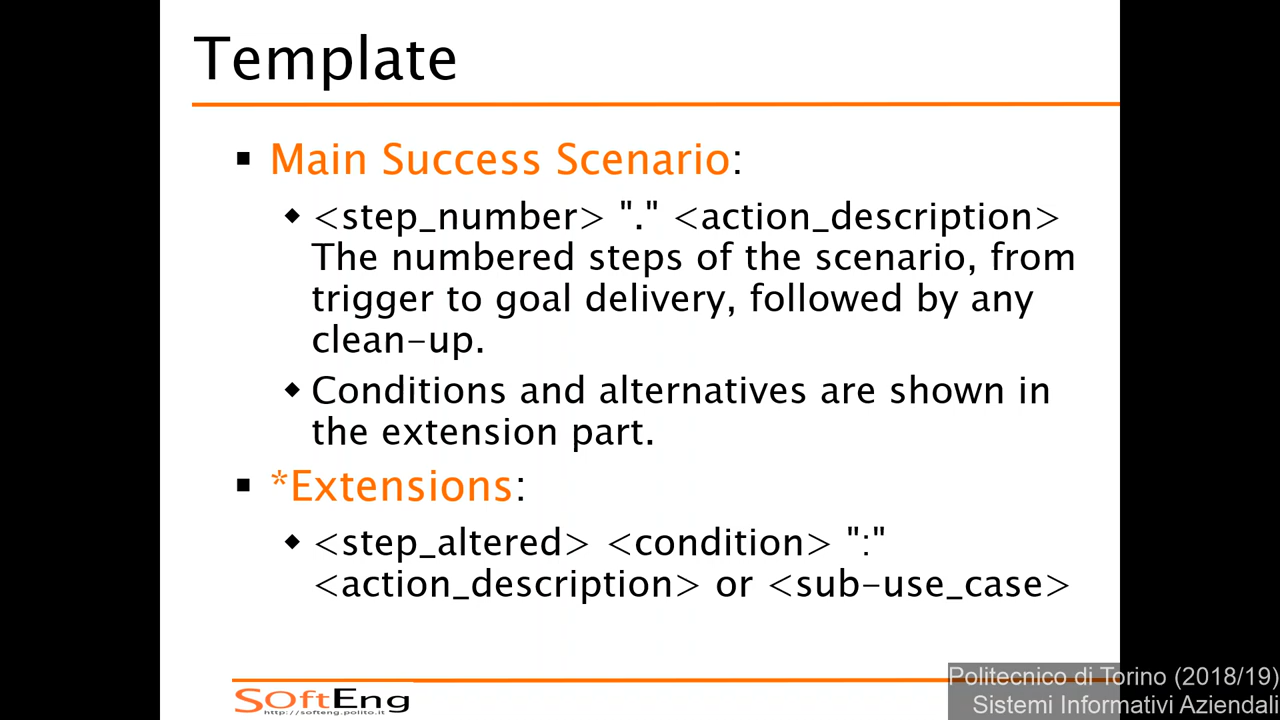 Template
Main Success Scenario:
<step_number> "." <action_description>
The numbered steps of the scenario, from
trigger to goal delivery, followed by any
clean-up.
Conditions and alternatives are shown in
the extension part.
*Extensions:
<step_altered> <condition> ":"
<action_description> or <sub-use_case>
SoftEng
http://softeng.polito.it
Politecnico di Torino (2018/19)
Sistemi Informativi Aziendali